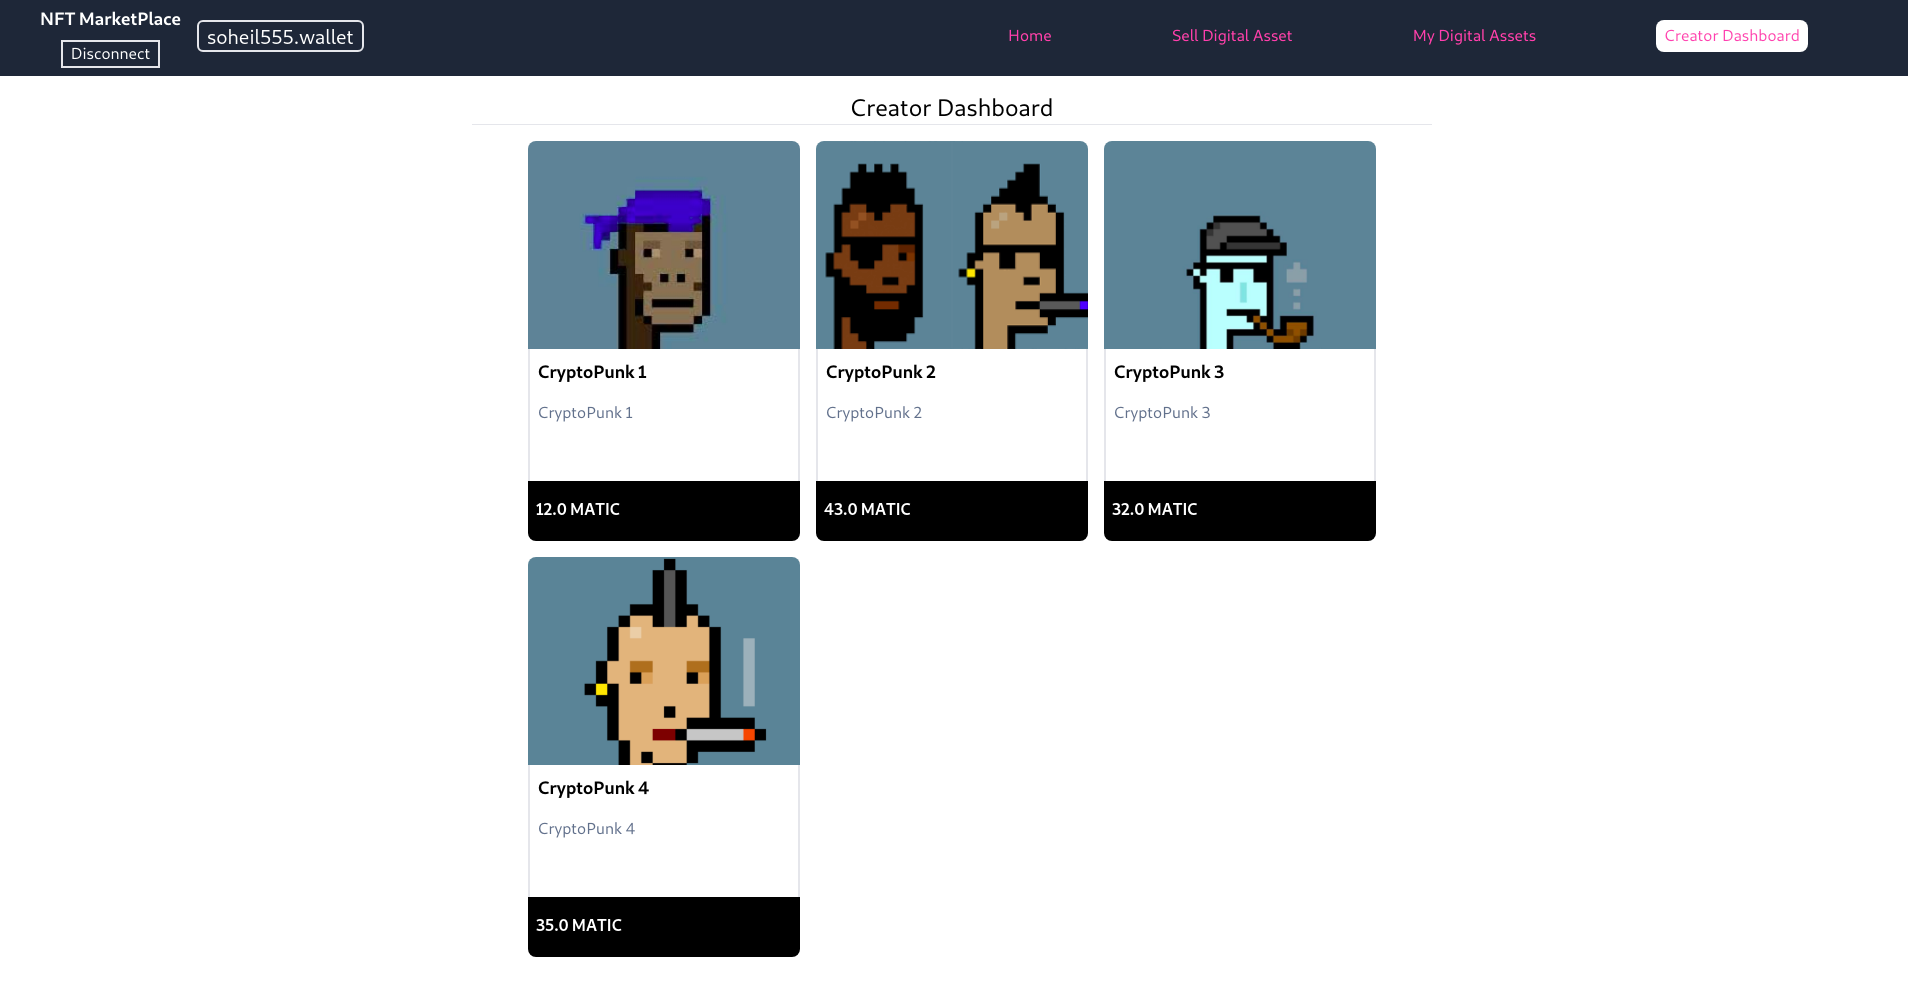 NFT MarketPlace
Disconnect
soheil555.wallet
Home
Sell Digital Asset
My Digital Assets
Creator Dashboard
Creator Dashboard
CryptoPunk 1
CryptoPunk 1
12.0 MATIC
CryptoPunk 2
CryptoPunk 2
43.0 MATIC
CryptoPunk 3
CryptoPunk 3
32.0 MATIC
CryptoPunk 4
CryptoPunk 4
35.0 MATIC